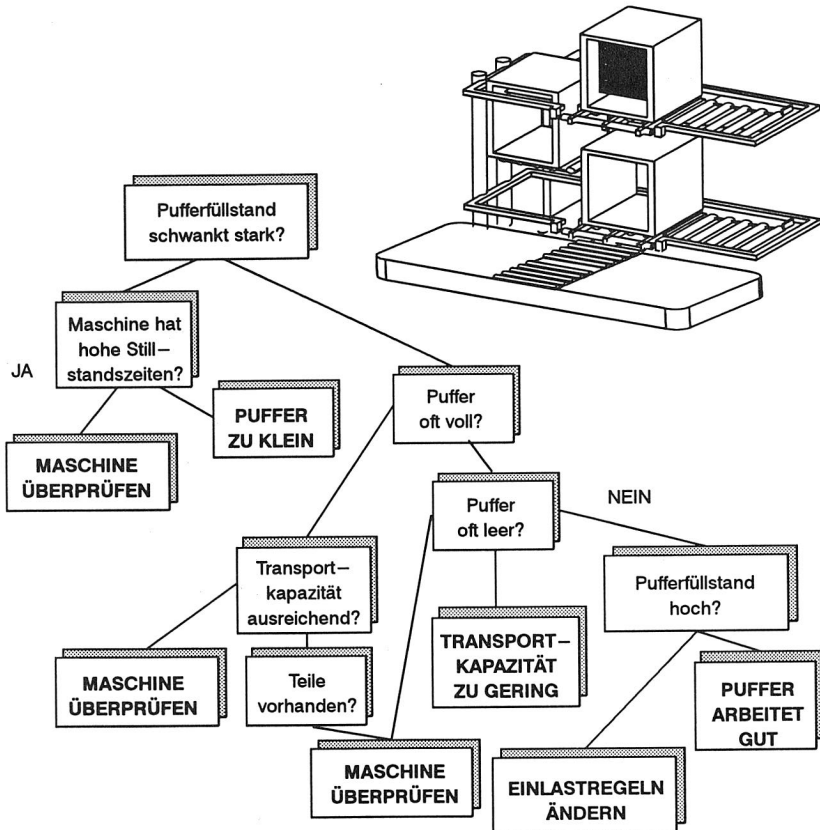 Pufferfüllstand
schwankt stark?
Maschine hat
hohe Still—
standszeiten?
JA
PUFFER
ZU KLEIN
Puffer
oft voll?
MASCHINE
ÜBERPRÜFEN
Puffer
oft leer?
NEIN
Transport—
kapazität
ausreichend?
Pufferfüllstand
hoch?
TRANSPORT—
KAPAZITÄT
ZU GERING
MASCHINE
ÜBERPRÜFEN
Teile
vorhanden?
PUFFER
ARBEITET
GUT
MASCHINE
ÜBERPRÜFEN
EINLASTREGELN
ÄNDERN